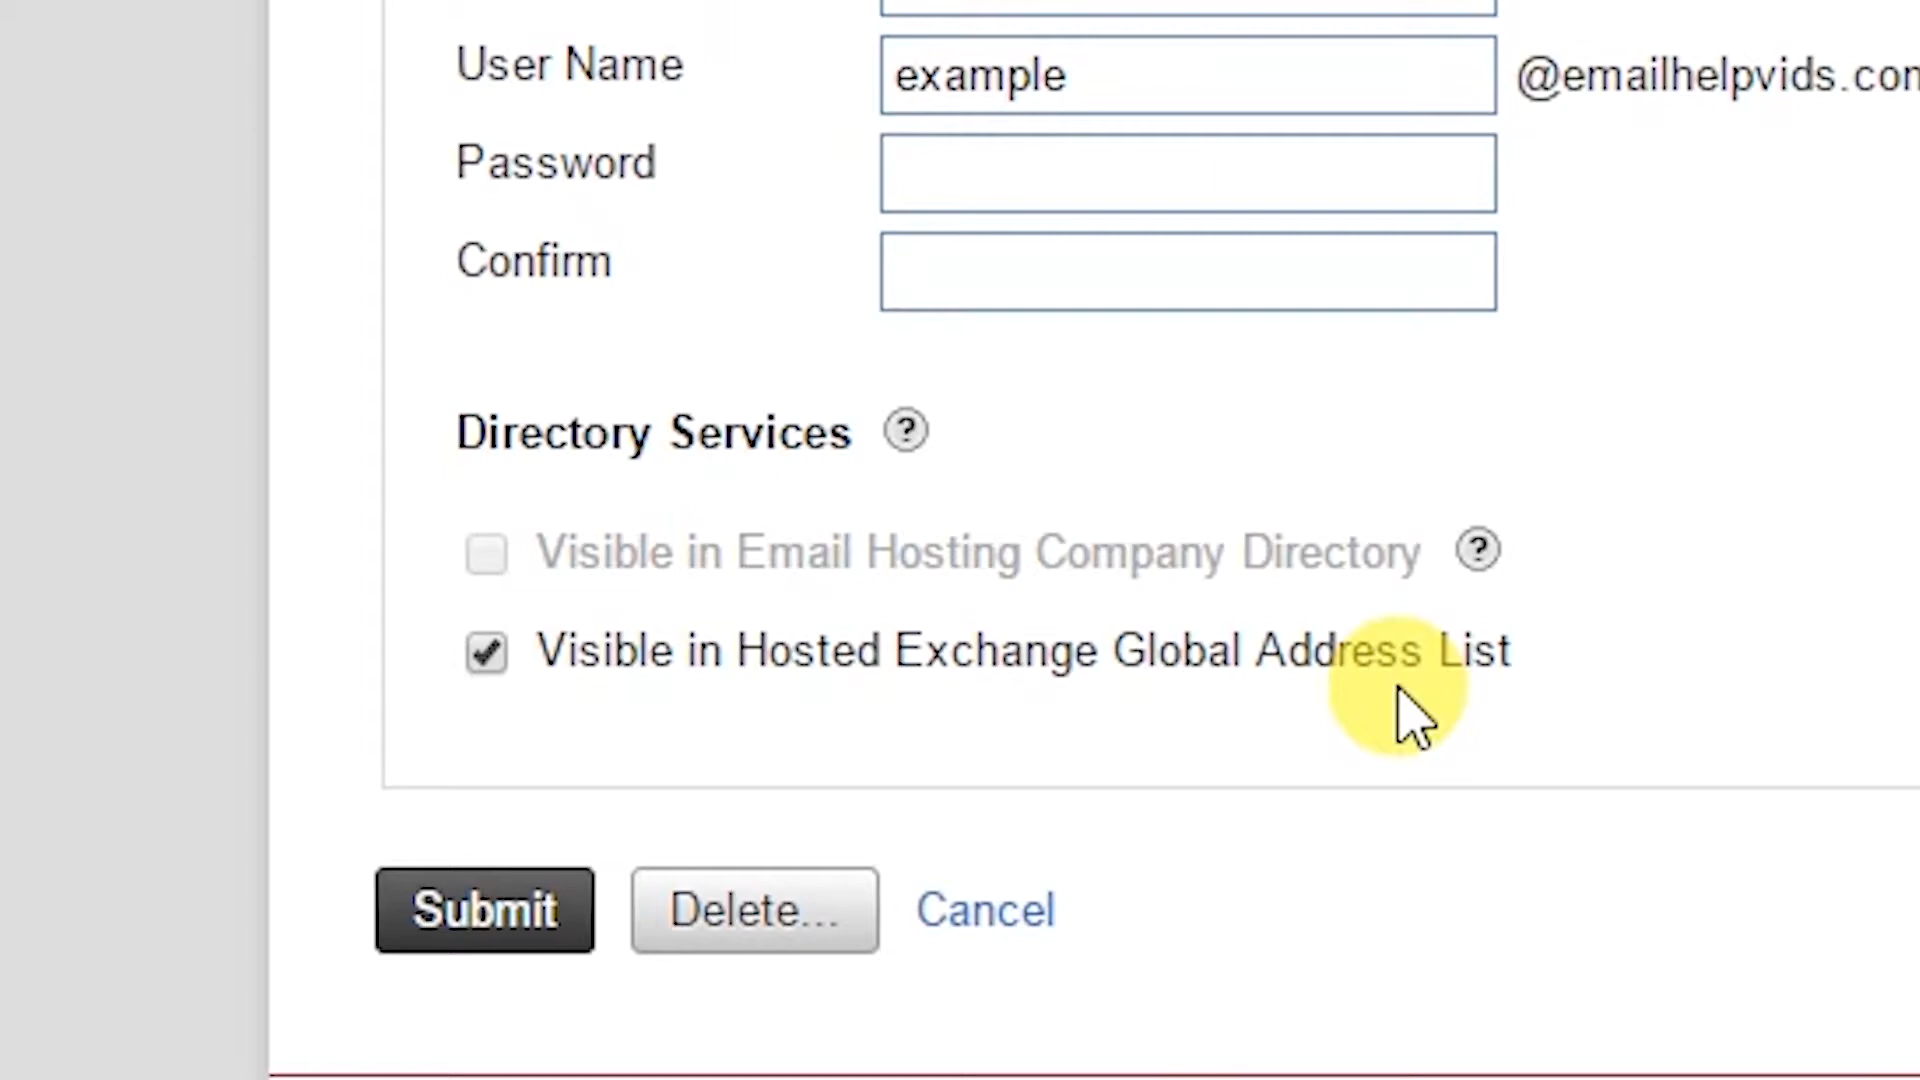 User Name example @emailhelpvids.com
Password
Confirm
Directory Services ?
Visible in Email Hosting Company Directory ?
Visible in Hosted Exchange Global Address List
Submit Delete... Cancel